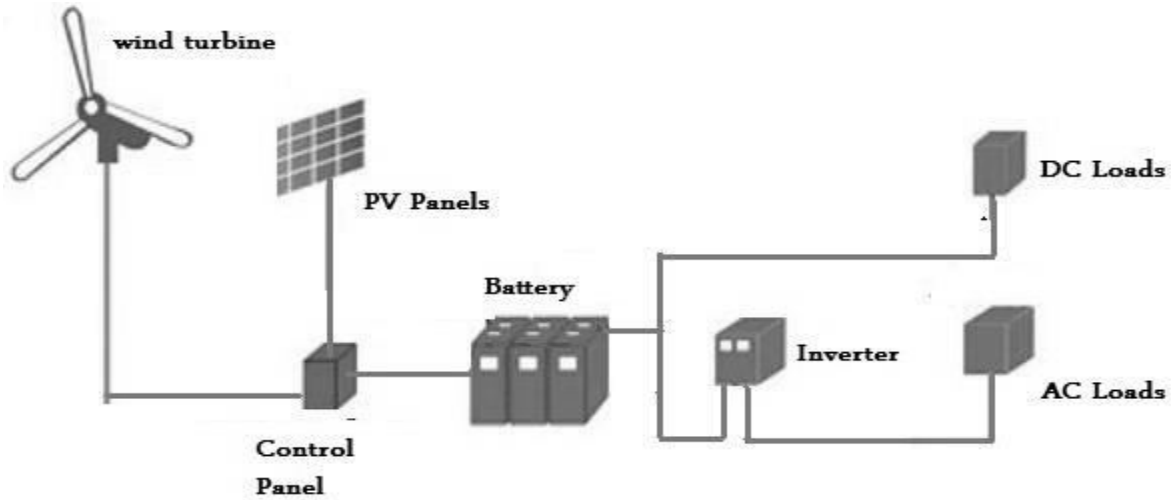 wind turbine
PV Panels
DC Loads
Battery
Inverter
AC Loads
Control
Panel